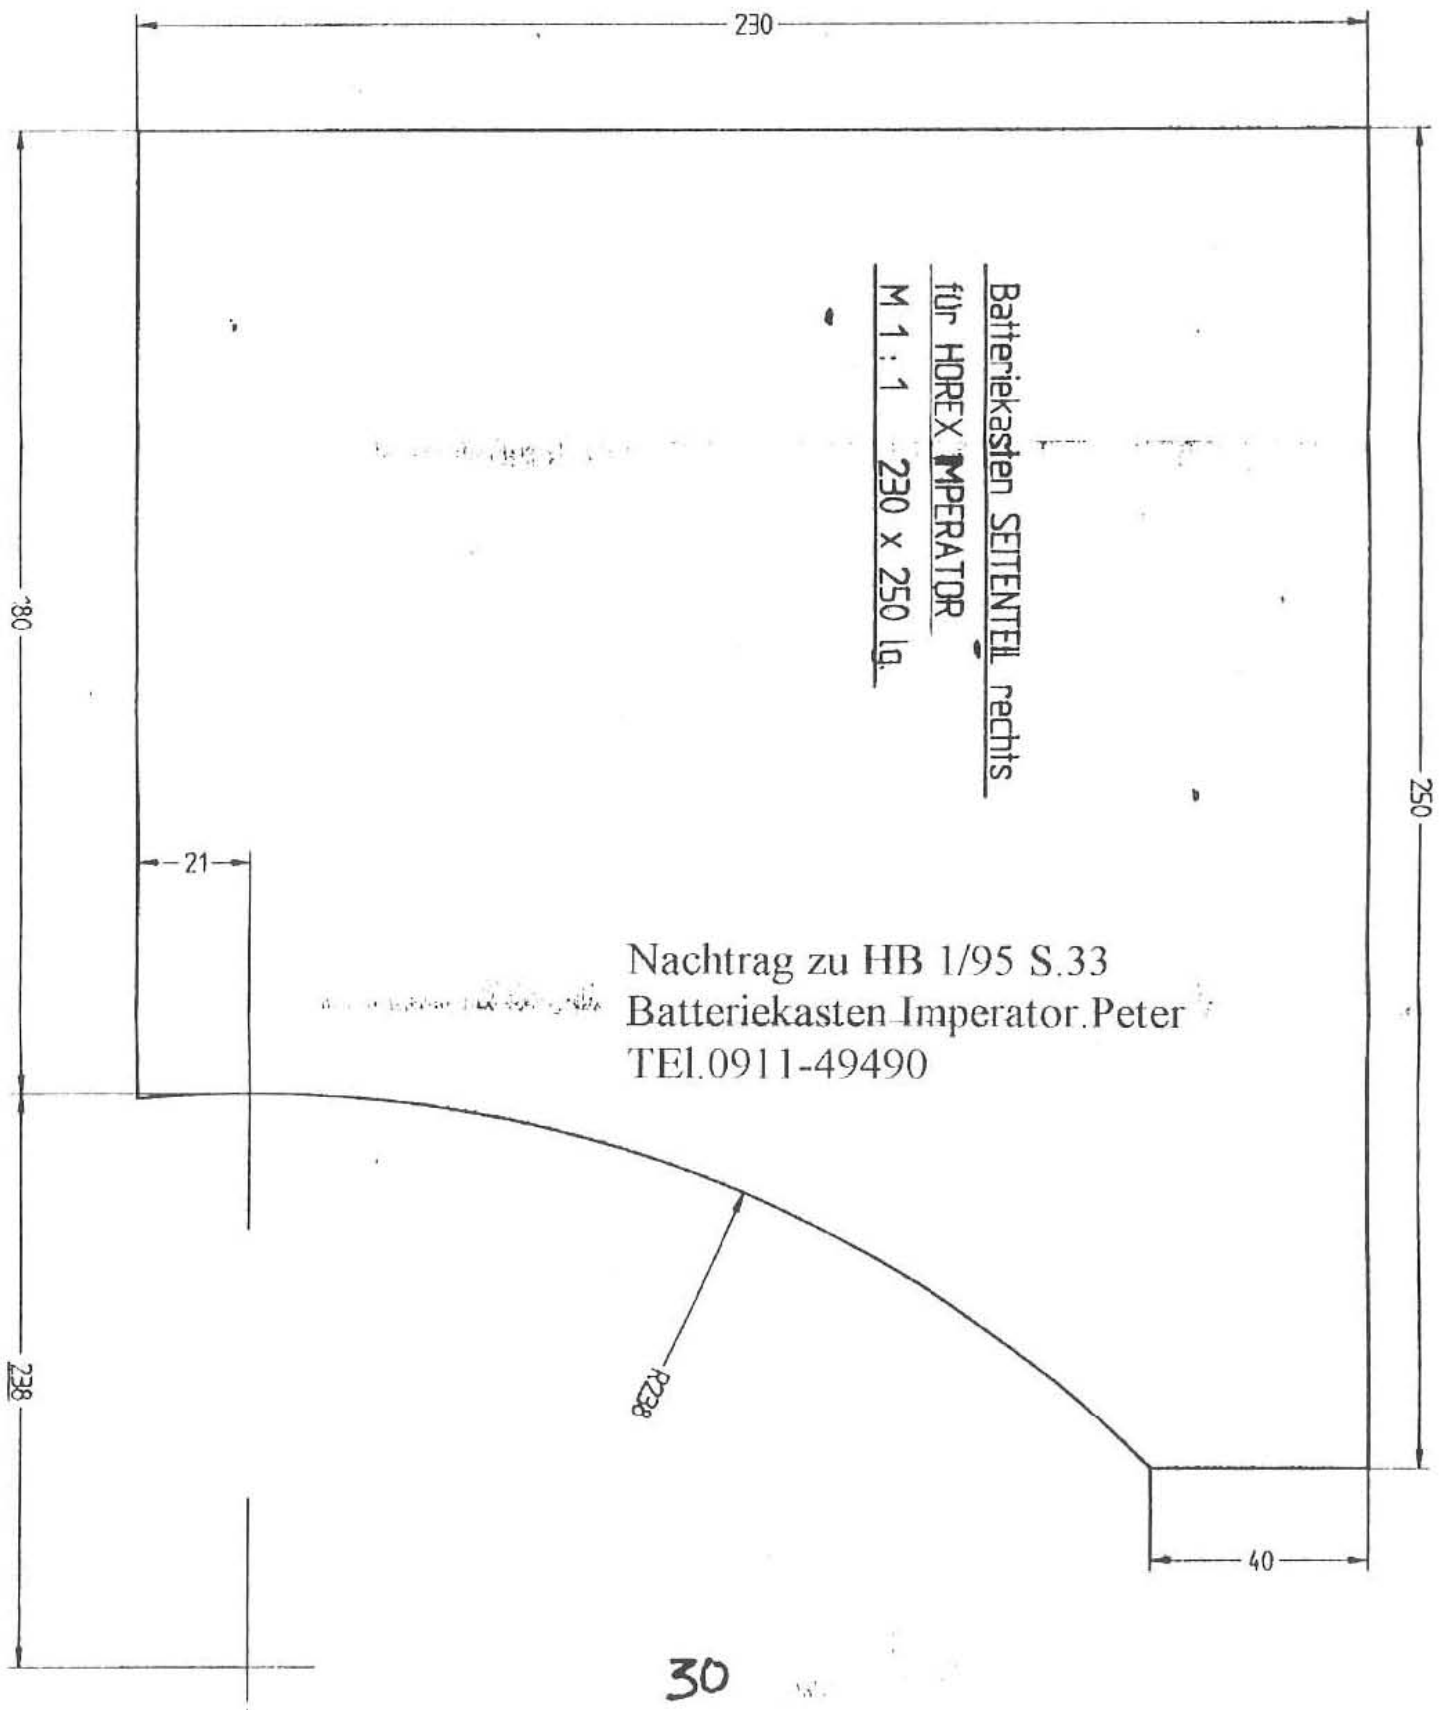 230
Batteriekasten SEITENTEIL rechts
für HOREX IMPERATOR
M 1 : 1 230 x 250 lg.
180
250
21
Nachtrag zu HB 1/95 S.33
Batteriekasten Imperator.Peter
TEl.0911-49490
R238
238
40
30